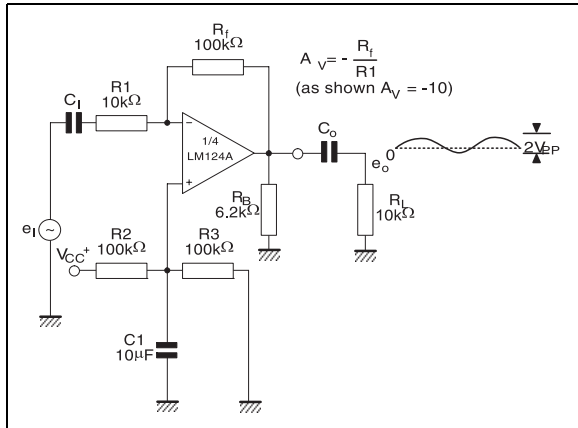 Rf
100kΩ
A V = - Rf
R1
(as shown AV = -10)
CI
R1
10kΩ
-
1/4
LM124A
+
Co
eo
0
2VPP
RB
6.2kΩ
RL
10kΩ
eI
~
VCC+
R2
100kΩ
R3
100kΩ
C1
10µF